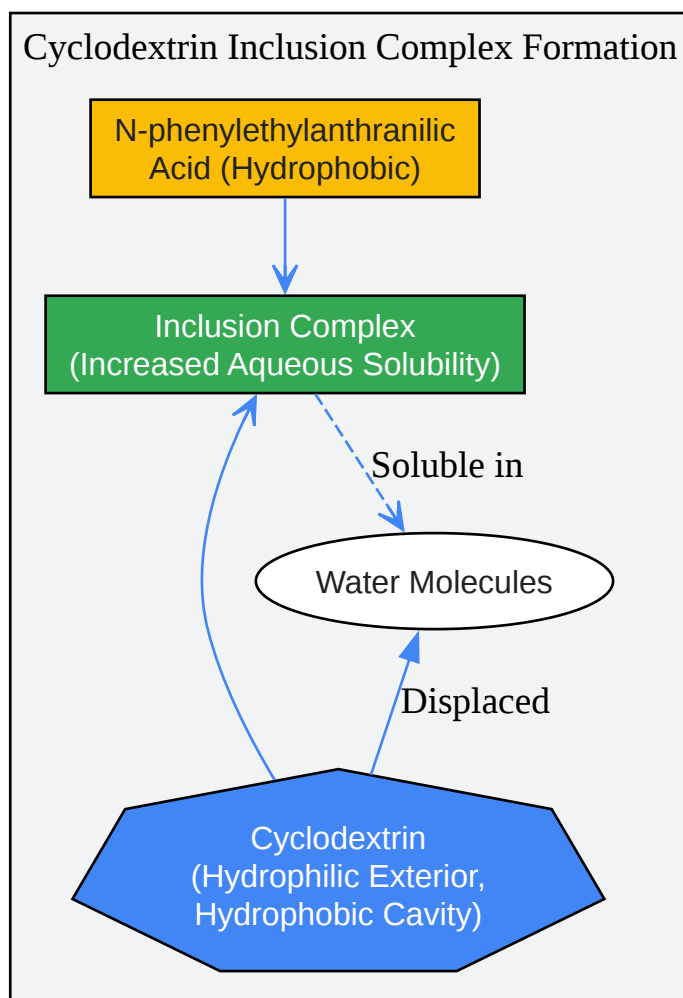 Cyclodextrin Inclusion Complex Formation
N-phenylethylanthranilic
Acid (Hydrophobic)
Inclusion Complex
(Increased Aqueous Solubility)
Soluble in
Water Molecules
Displaced
Cyclodextrin
(Hydrophilic Exterior,
Hydrophobic Cavity)